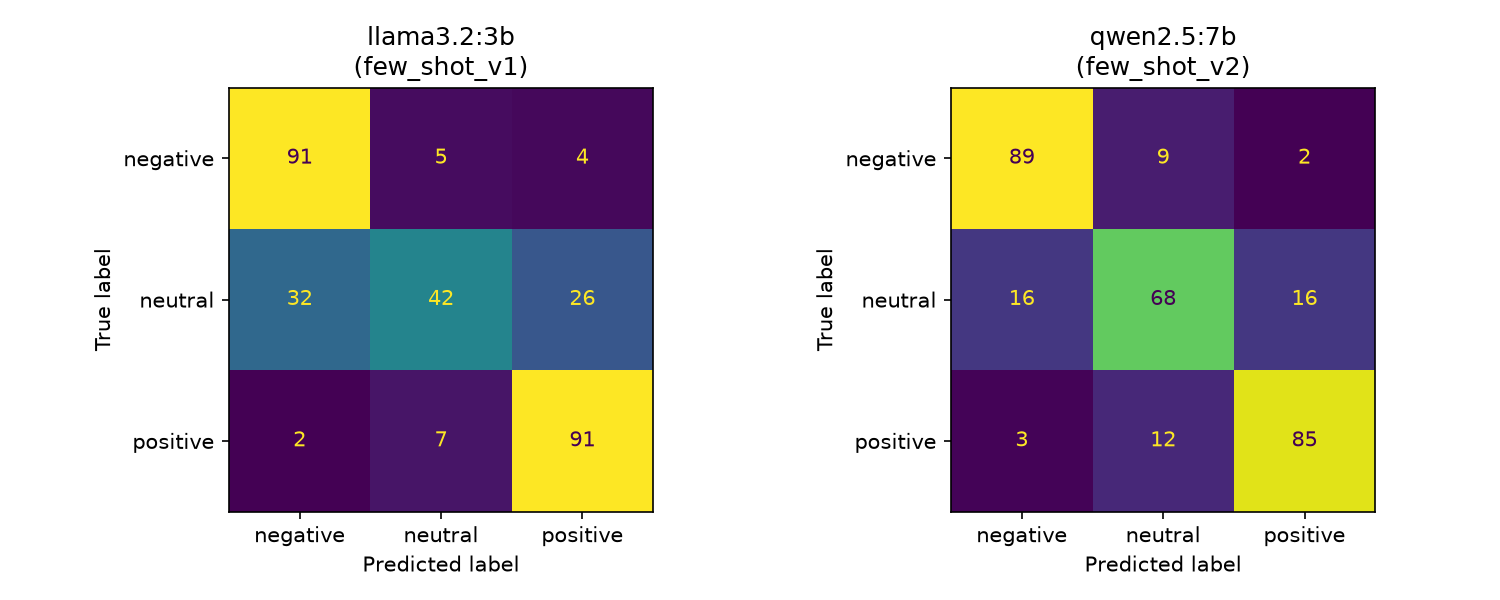 llama3.2:3b
(few_shot_v1)
True label
negative
91 5 4
neutral
32 42 26
positive
2 7 91
negative neutral positive
Predicted label
qwen2.5:7b
(few_shot_v2)
True label
negative
89 9 2
neutral
16 68 16
positive
3 12 85
negative neutral positive
Predicted label